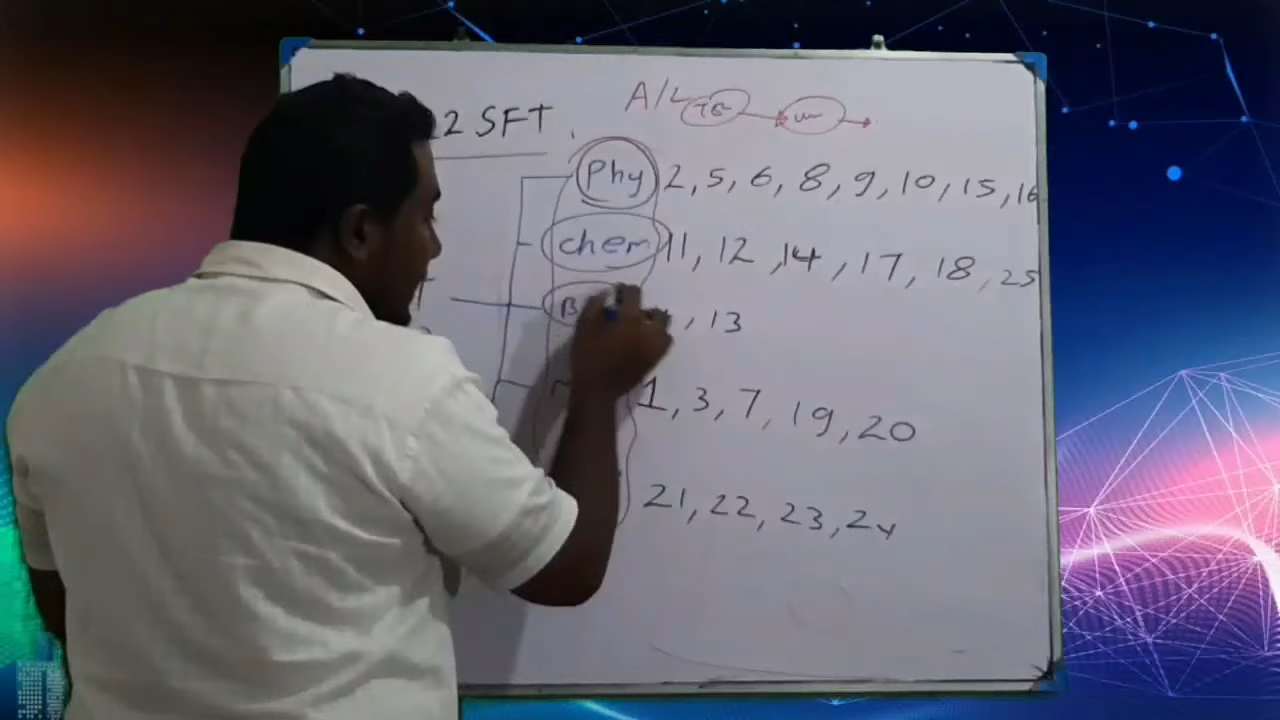 A/L
2 SFT
Phy 2, 5, 6, 8, 9, 10, 15, 16
chem 11, 12, 14, 17, 18, 25
B , 13
1, 3, 7, 19, 20
21, 22, 23, 24